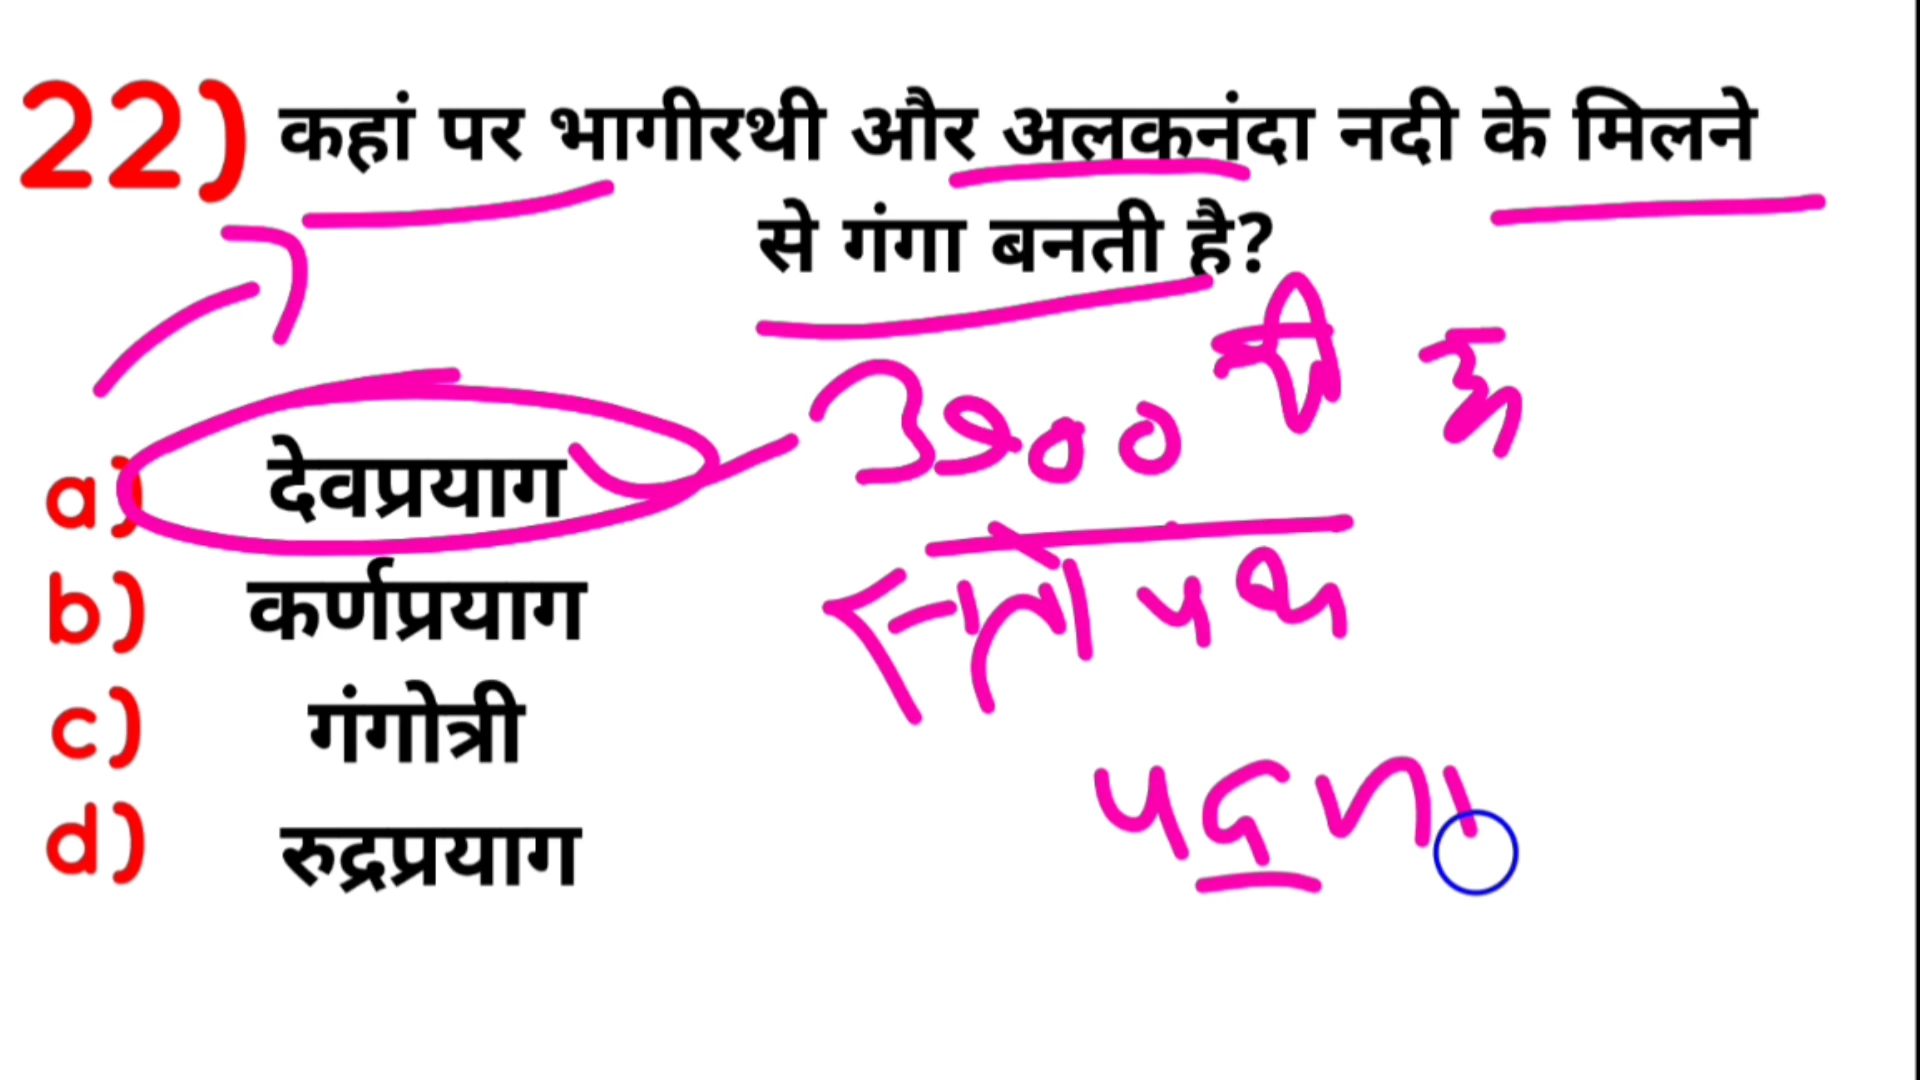 22) कहां पर भागीरथी और अलकनंदा नदी के मिलने
से गंगा बनती है?
a) देवप्रयाग
b) कर्णप्रयाग
c) गंगोत्री
d) रुद्रप्रयाग